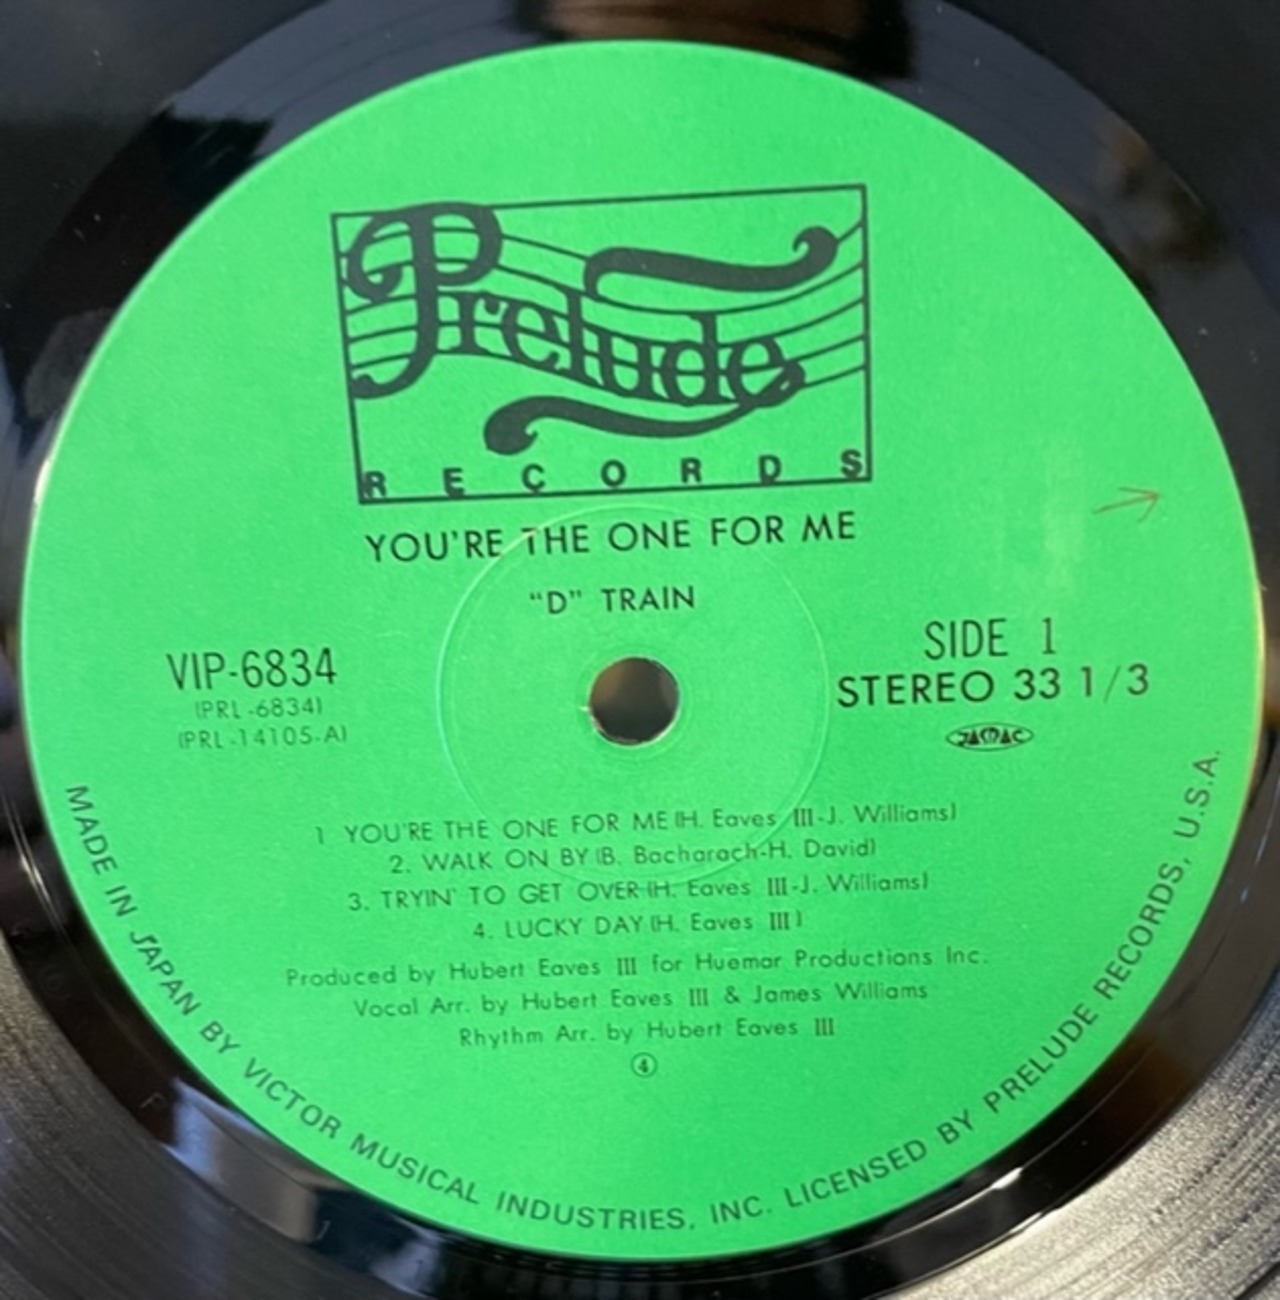 Prelude
RECORDS
YOU'RE THE ONE FOR ME
"D" TRAIN
VIP-6834
(PRL-6834)
(PRL-14105-A)
SIDE 1
STEREO 33 1/3
JASRAC
1 YOU'RE THE ONE FOR ME (H. Eaves III-J. Williams)
2. WALK ON BY (B. Bacharach-H. David)
3. TRYIN' TO GET OVER (H. Eaves III-J. Williams)
4. LUCKY DAY (H. Eaves III)
Produced by Hubert Eaves III for Huemar Productions Inc.
Vocal Arr. by Hubert Eaves III & James Williams
Rhythm Arr. by Hubert Eaves III
④
MADE IN JAPAN BY VICTOR MUSICAL INDUSTRIES, INC. LICENSED BY PRELUDE RECORDS, U.S.A.